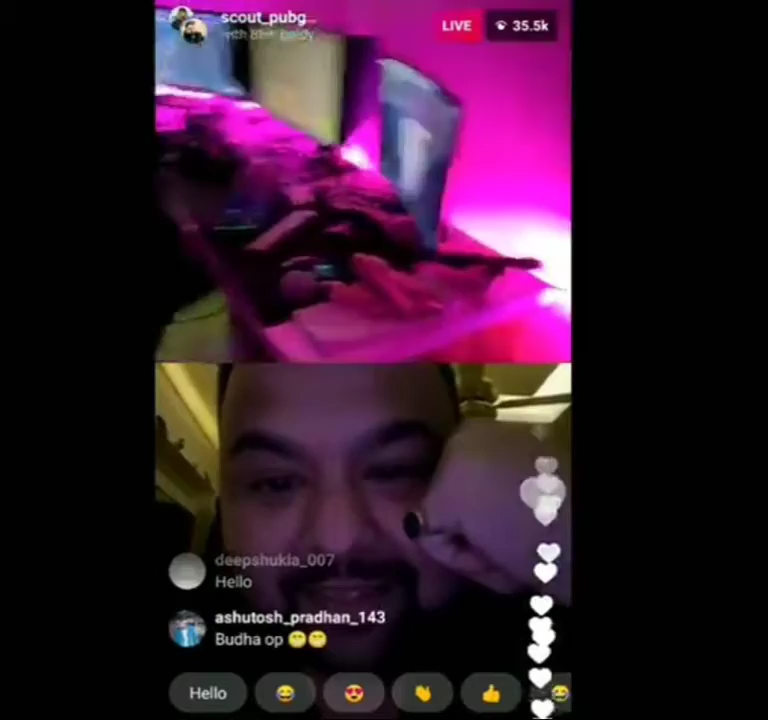 scout_pubg
LIVE
35.5k
deepshukla_007
Hello
ashutosh_pradhan_143
Budha op 😁😁
Hello